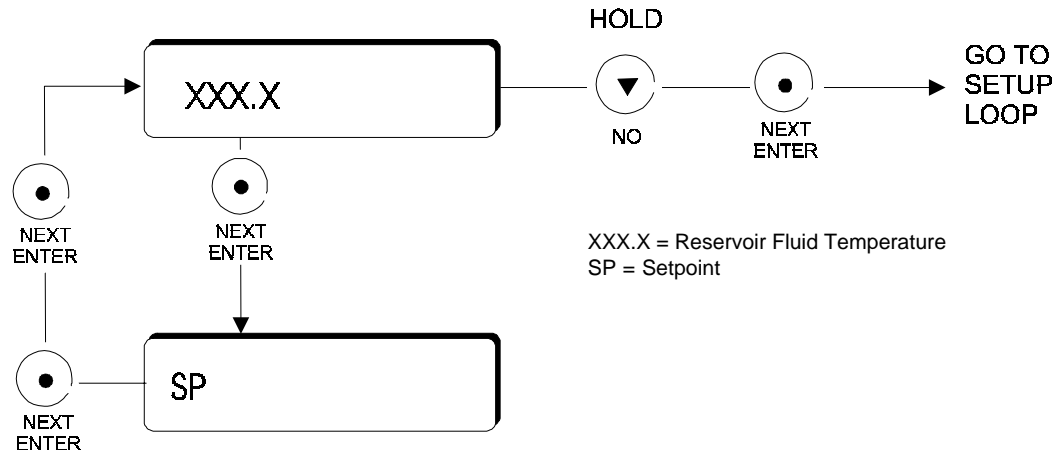 HOLD
XXX.X
NO
NEXT
ENTER
GO TO
SETUP
LOOP
NEXT
ENTER
NEXT
ENTER
XXX.X = Reservoir Fluid Temperature
SP = Setpoint
SP
NEXT
ENTER